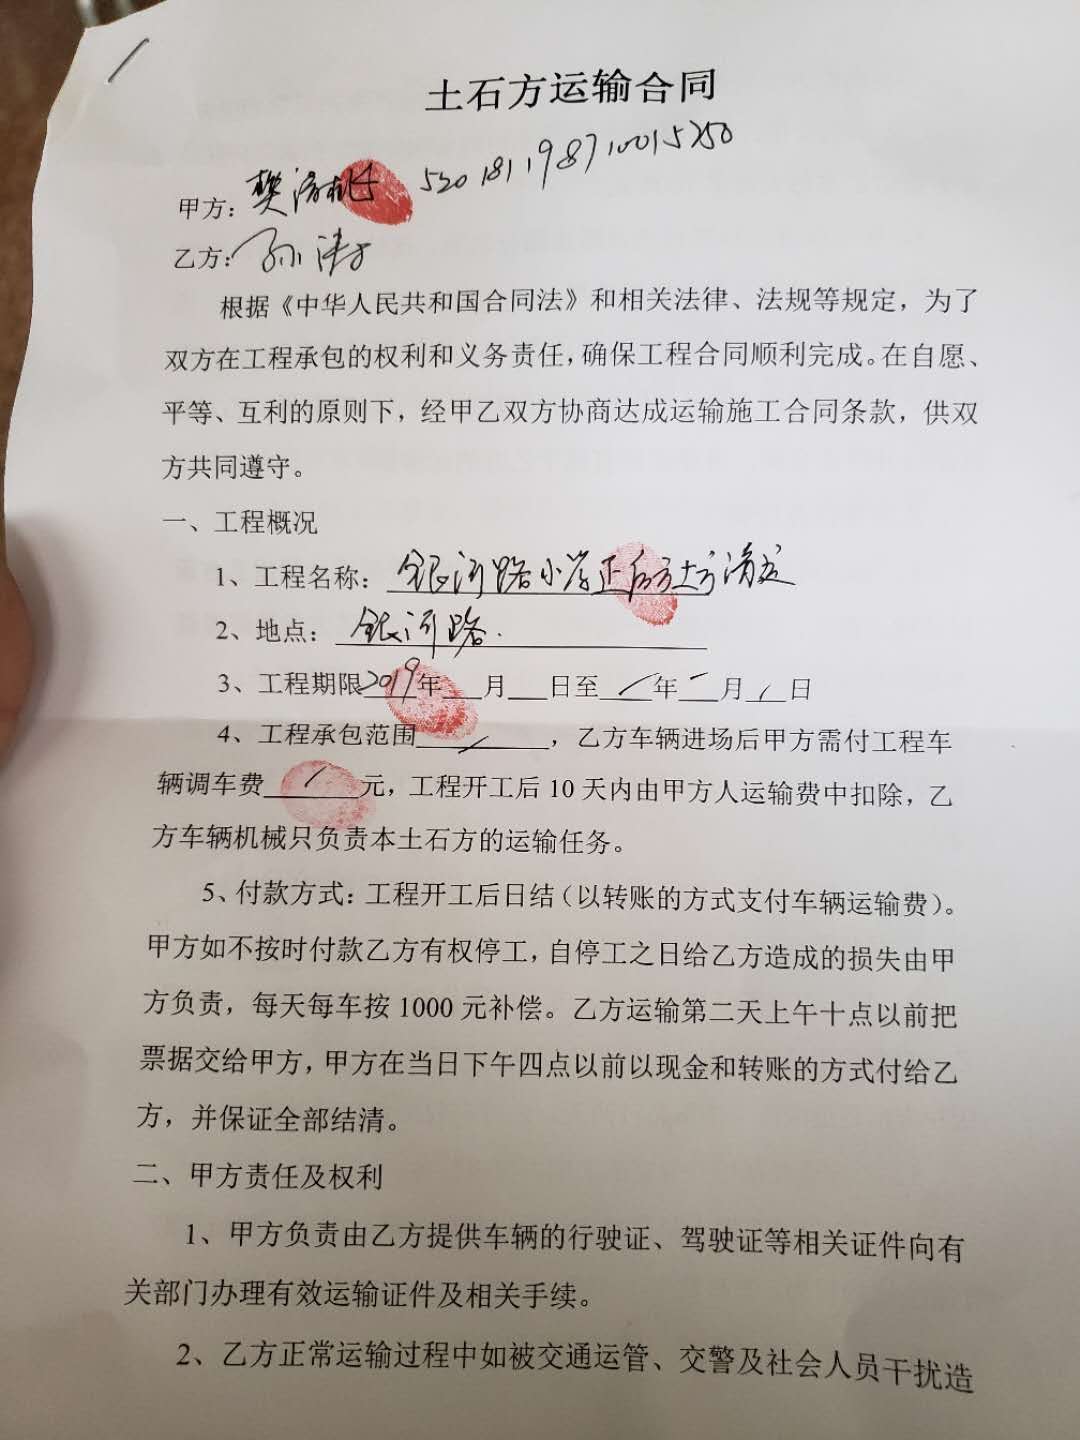 土石方运输合同
甲方：樊 520181198710015250
乙方：孙涛
根据《中华人民共和国合同法》和相关法律、法规等规定，为了
双方在工程承包的权利和义务责任，确保工程合同顺利完成。在自愿、
平等、互利的原则下，经甲乙双方协商达成运输施工合同条款，供双
方共同遵守。
一、工程概况
1、工程名称：银河路小学正后方土方清运
2、地点：银河路.
3、工程期限2019年___月___日至 / 年 月 日
4、工程承包范围 / ，乙方车辆进场后甲方需付工程车
辆调车费 / 元，工程开工后10天内由甲方人运输费中扣除，乙
方车辆机械只负责本土石方的运输任务。
5、付款方式：工程开工后日结（以转账的方式支付车辆运输费）。
甲方如不按时付款乙方有权停工，自停工之日给乙方造成的损失由甲
方负责，每天每车按1000元补偿。乙方运输第二天上午十点以前把
票据交给甲方，甲方在当日下午四点以前以现金和转账的方式付给乙
方，并保证全部结清。
二、甲方责任及权利
1、甲方负责由乙方提供车辆的行驶证、驾驶证等相关证件向有
关部门办理有效运输证件及相关手续。
2、乙方正常运输过程中如被交通运管、交警及社会人员干扰造